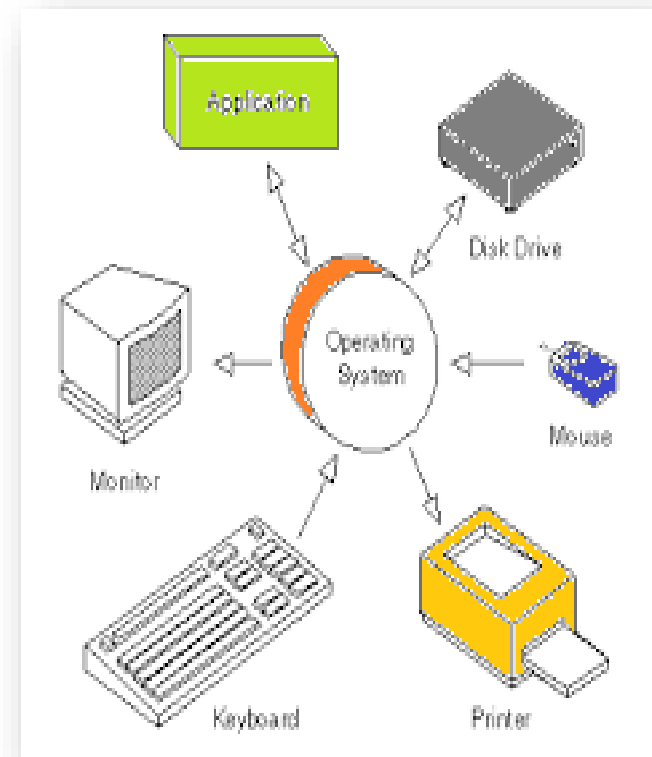 Application
Disk Drive
Operating
System
Mouse
Monitor
Keyboard
Printer